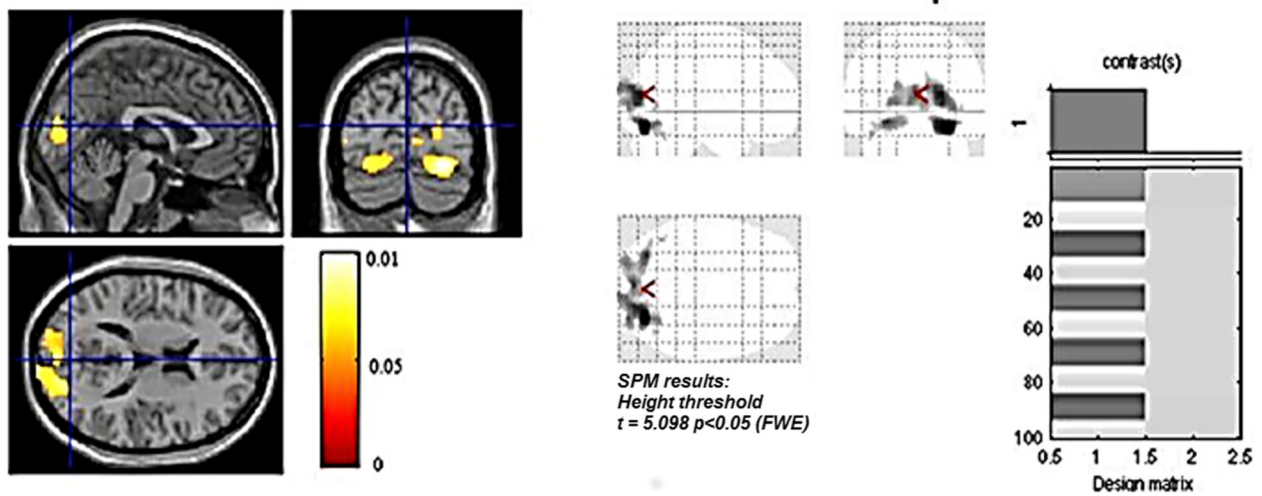 0.01
0.05
0
SPM results:
Height threshold
t = 5.098 p<0.05 (FWE)
contrast(s)
1
20
40
60
80
100
0.5 1 1.5 2 2.5
Design matrix